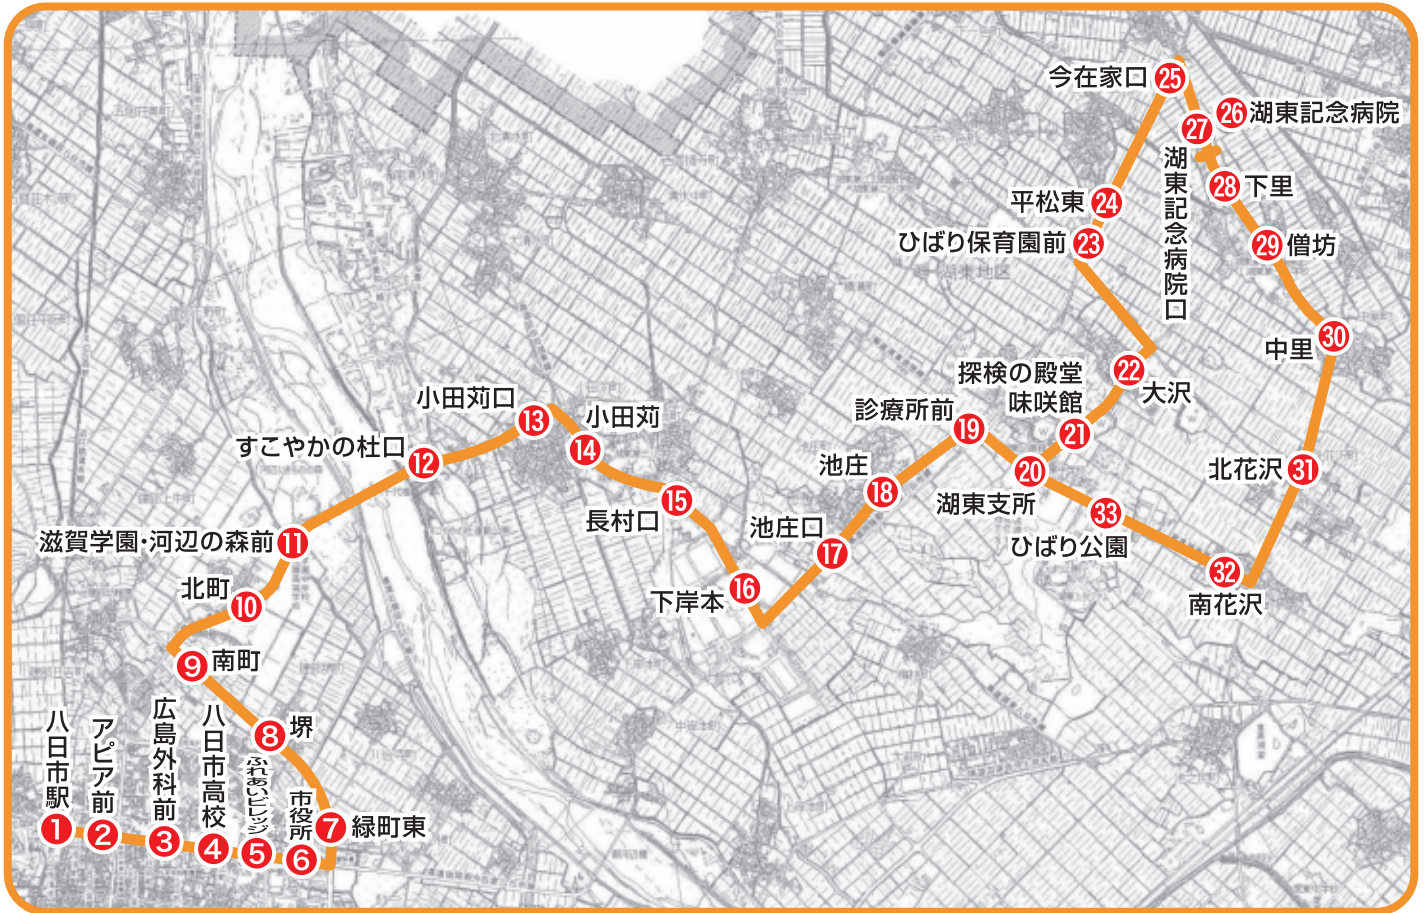 1 八日市駅
2 アピア前
3 広島外科前
4 八日市高校
5 ふれあいビレッジ
6 市役所
7 緑町東
8 堺
9 南町
10 北町
11 滋賀学園・河辺の森前
12 すこやかの杜口
13 小田苅口
14 小田苅
15 長村口
16 下岸本
17 池庄口
18 池庄
19 診療所前
20 湖東支所
21 探検の殿堂
味咲館
22 大沢
23 ひばり保育園前
24 平松東
25 今在家口
26 湖東記念病院
27 湖東記念病院口
28 下里
29 僧坊
30 中里
31 北花沢
32 南花沢
33 ひばり公園
湖東地区